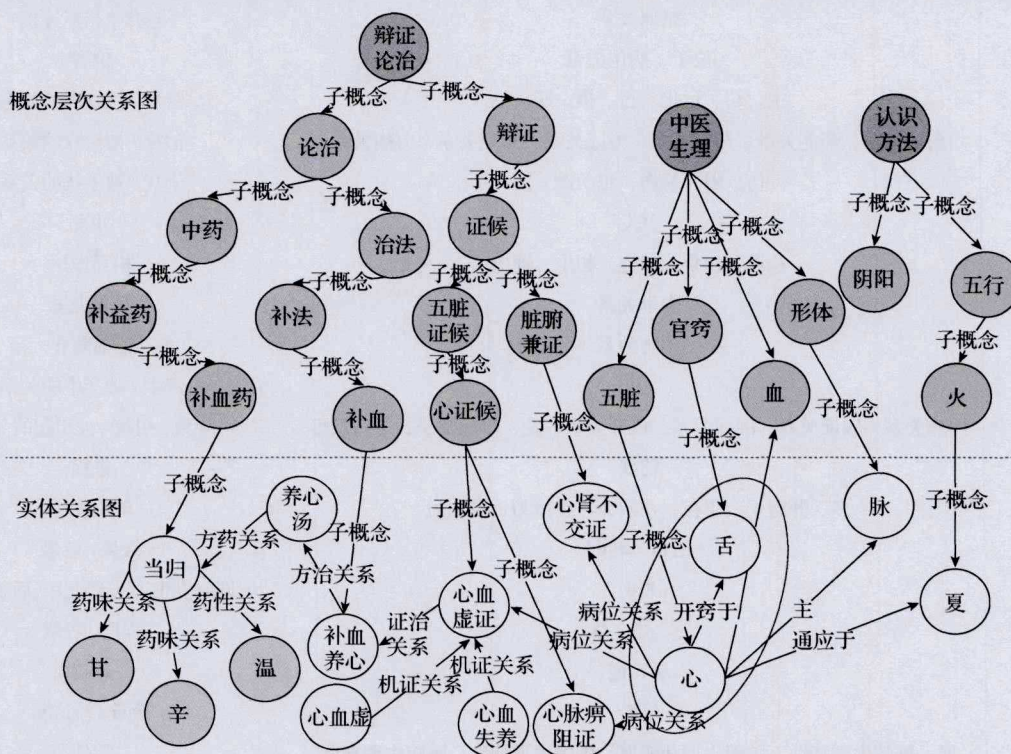 辩证
论治
概念层次关系图
子概念
子概念
论治
辩证
中医
生理
认识
方法
子概念
子概念
子概念
子概念
子概念
中药
治法
证候
子概念
子概念
阴阳
五行
子概念
子概念
子概念
子概念
子概念
子概念
补益药
补法
五脏
证候
脏腑
兼证
官窍
形体
子概念
子概念
子概念
子概念
补血药
补血
心证候
五脏
血
火
子概念
子概念
子概念
实体关系图
子概念
养心
汤
子概念
子概念
心肾不
交证
子概念
舌
脉
子概念
方药关系
当归
方治关系
子概念
药味关系
药性关系
药味关系
证治
关系
心血
虚证
病位关系
开窍于
主
夏
补血
养心
病位关系
通应于
甘
温
机证关系
机证关系
心
辛
心血虚
心血
失养
心脉痹
阻证
病位关系